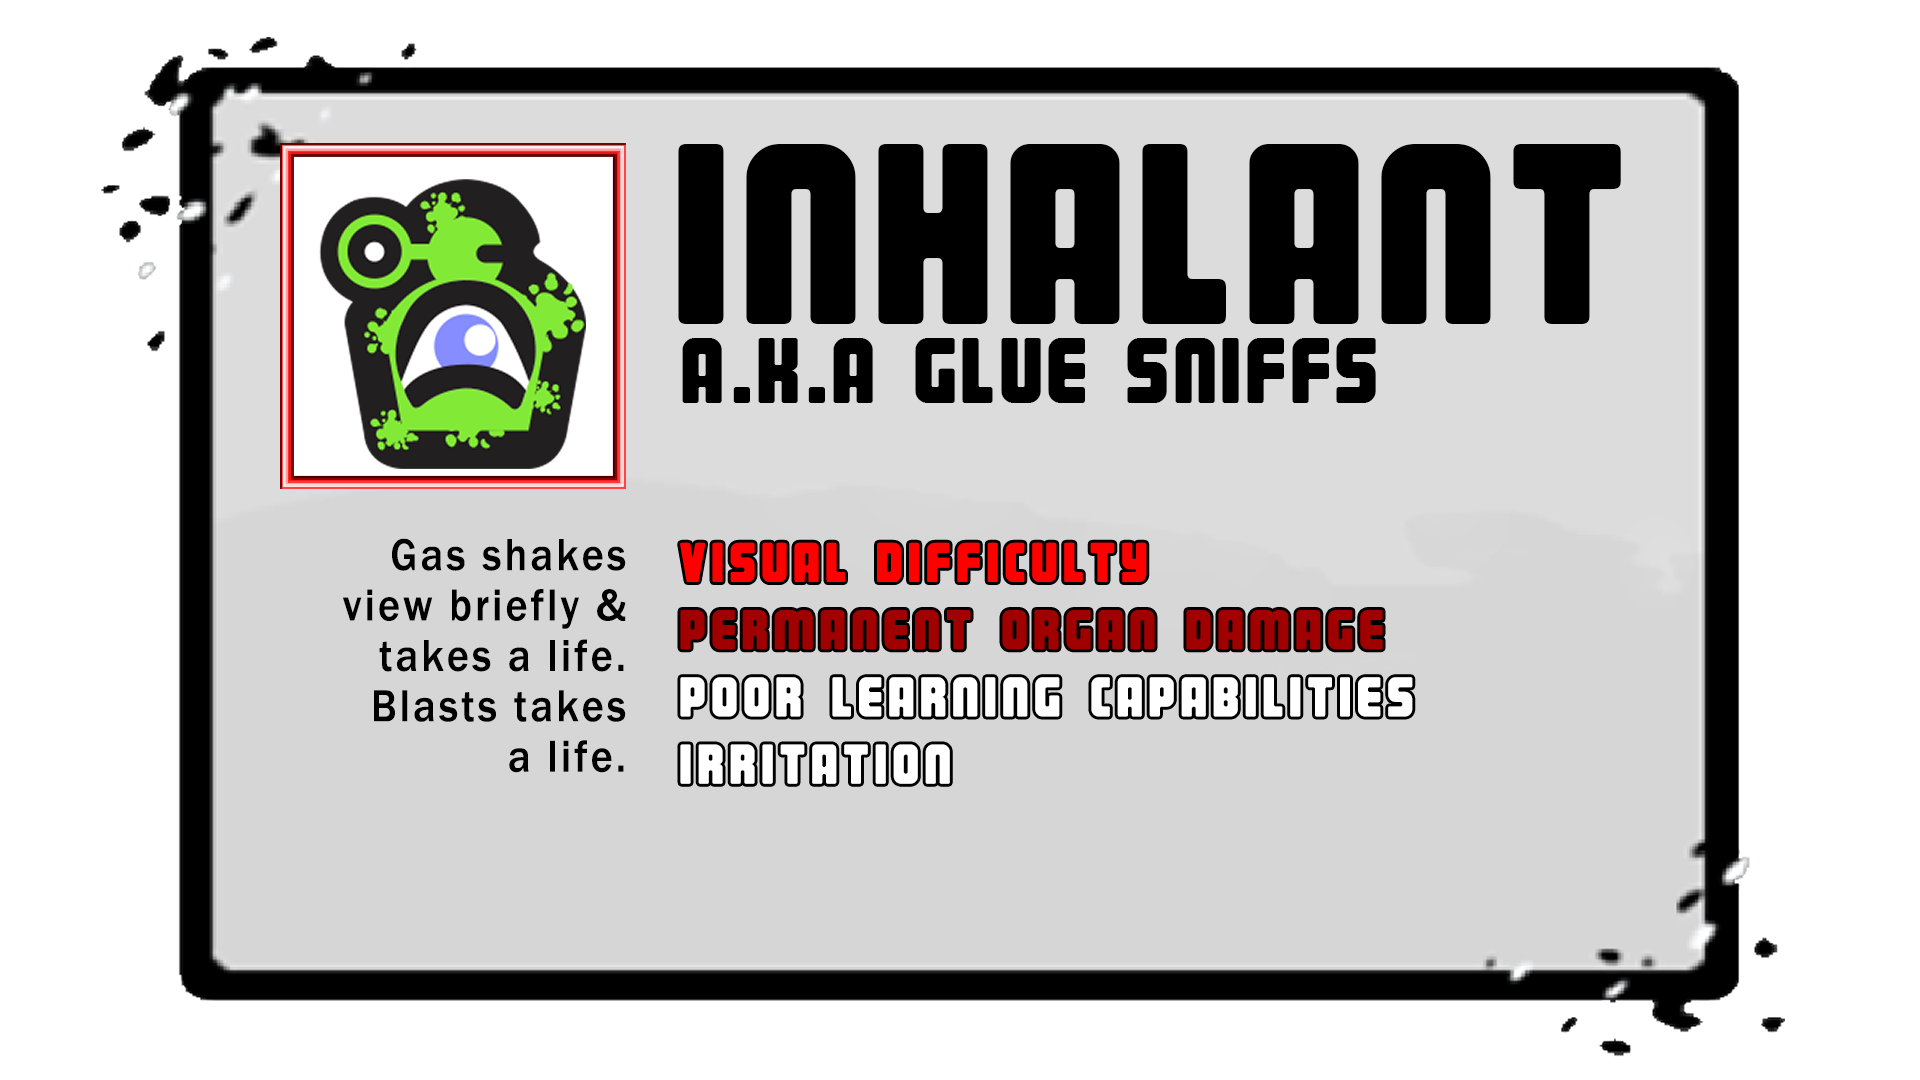 INHALANT
A.K.A GLUE SNIFFS
Gas shakes
view briefly &
takes a life.
Blasts takes
a life.
VISUAL DIFFICULTY
PERMANENT ORGAN DAMAGE
POOR LEARNING CAPABILITIES
IRRITATION